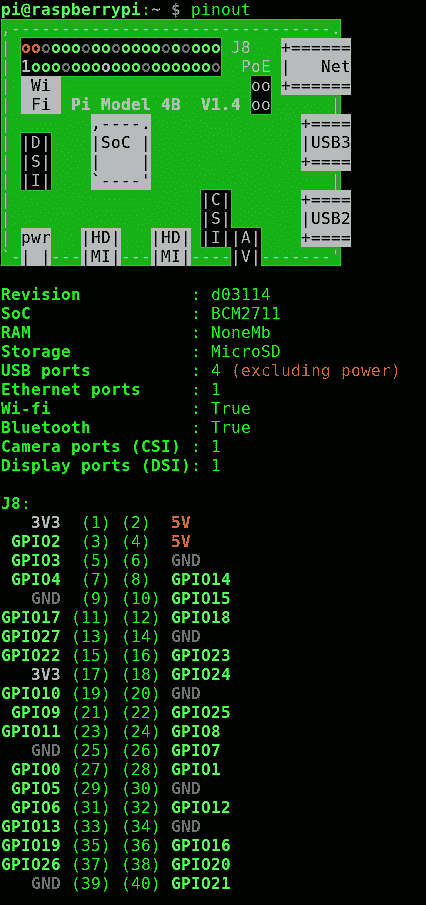 pi@raspberrypi:~ $ pinout
,--------------------------------.
| oooooooooooooooooooo J8   +======
| 1ooooooooooooooooooo  PoE |   Net
|  Wi                    oo +======
|  Fi  Pi Model 4B  V1.4 oo      |
|        ,----.               +====
| |D|    |SoC |               |USB3
| |S|    |    |               +====
| |I|    `----'                  |
|                   |C|       +====
|                   |S|       |USB2
| pwr   |HD|   |HD| |I||A|    +====
`-| |---|MI|---|MI|----|V|-------'
Revision           : d03114
SoC                : BCM2711
RAM                : NoneMb
Storage            : MicroSD
USB ports          : 4 (excluding power)
Ethernet ports     : 1
Wi-fi              : True
Bluetooth          : True
Camera ports (CSI) : 1
Display ports (DSI): 1
J8:
   3V3  (1) (2)  5V
 GPIO2  (3) (4)  5V
 GPIO3  (5) (6)  GND
 GPIO4  (7) (8)  GPIO14
   GND  (9) (10) GPIO15
GPIO17 (11) (12) GPIO18
GPIO27 (13) (14) GND
GPIO22 (15) (16) GPIO23
   3V3 (17) (18) GPIO24
GPIO10 (19) (20) GND
 GPIO9 (21) (22) GPIO25
GPIO11 (23) (24) GPIO8
   GND (25) (26) GPIO7
 GPIO0 (27) (28) GPIO1
 GPIO5 (29) (30) GND
 GPIO6 (31) (32) GPIO12
GPIO13 (33) (34) GND
GPIO19 (35) (36) GPIO16
GPIO26 (37) (38) GPIO20
   GND (39) (40) GPIO21